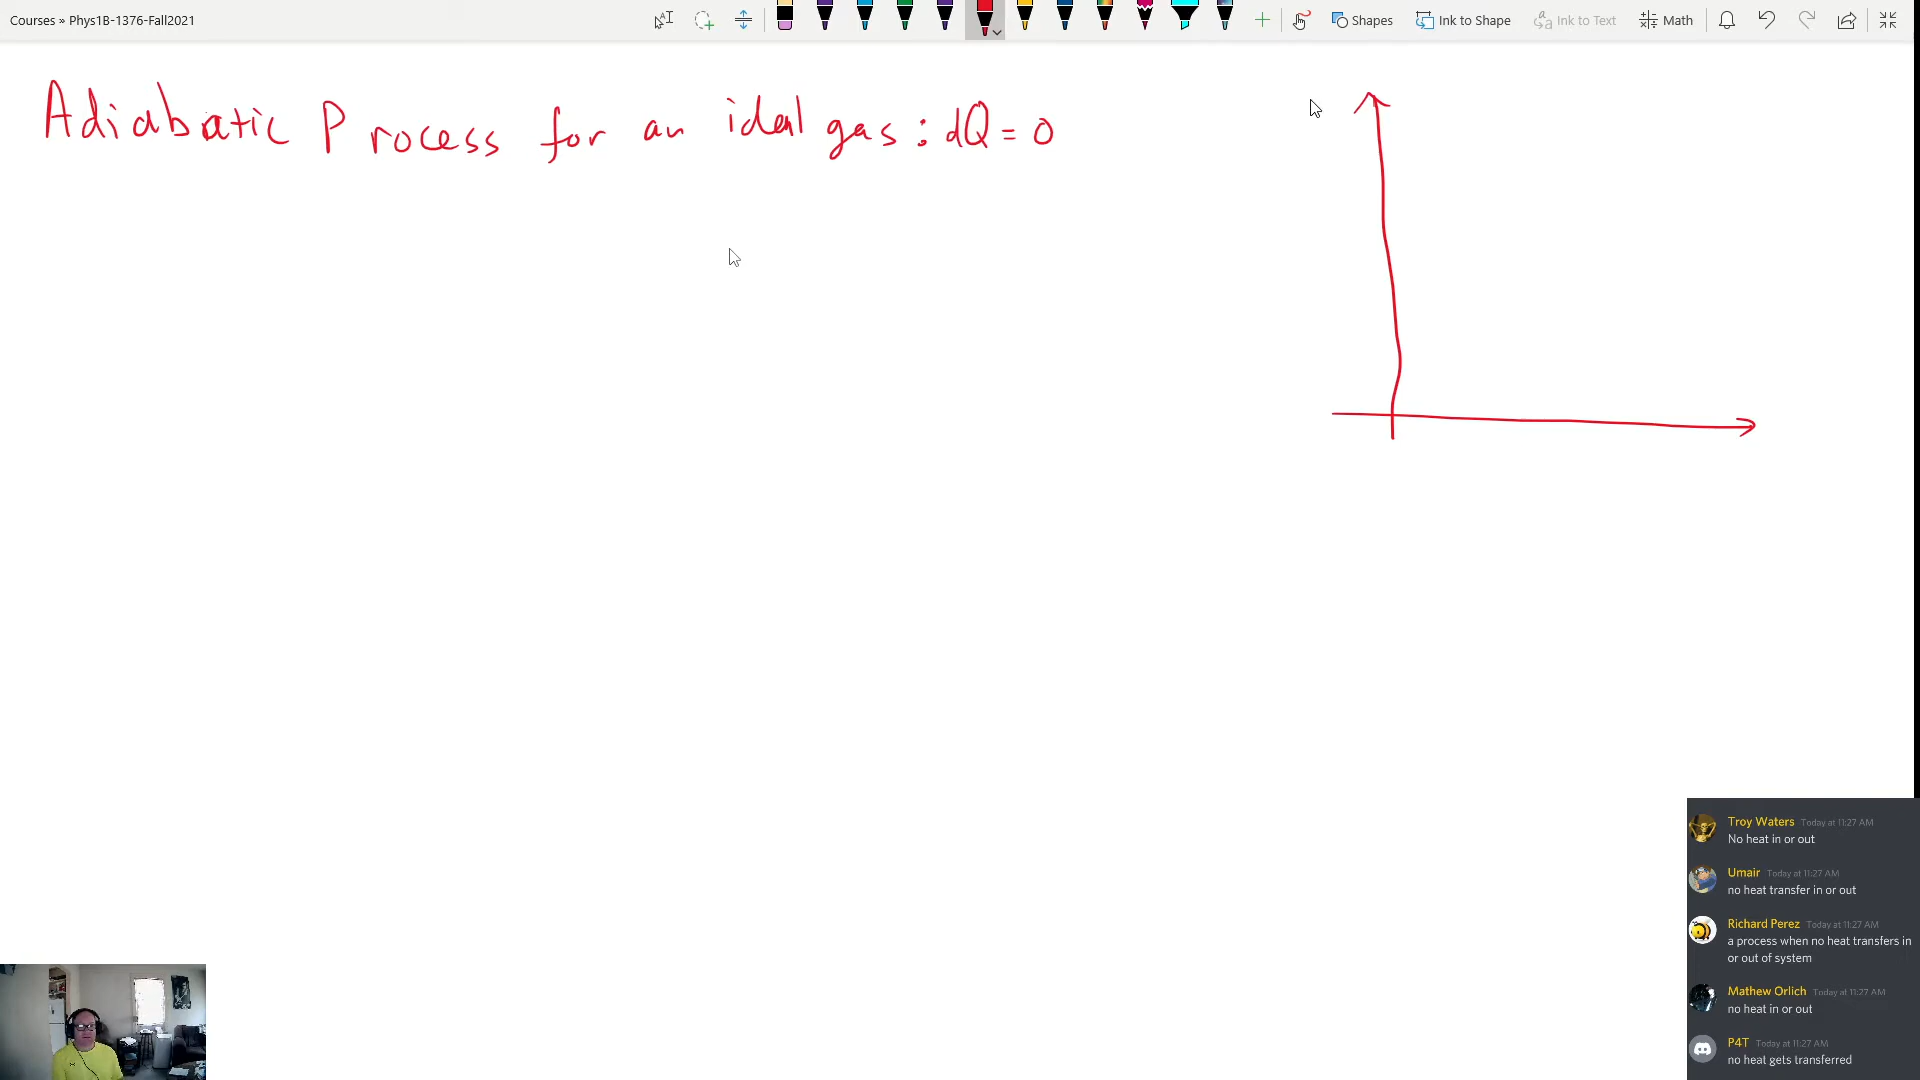 Courses » Phys1B-1376-Fall2021
Shapes
Ink to Shape
Ink to Text
Math
Adiabatic Process for an ideal gas: dQ = 0
Troy Waters Today at 11:27 AM
No heat in or out
Umair Today at 11:27 AM
no heat transfer in or out
Richard Perez Today at 11:27 AM
a process when no heat transfers in
or out of system
Mathew Orlich Today at 11:27 AM
no heat in or out
P4T Today at 11:27 AM
no heat gets transferred